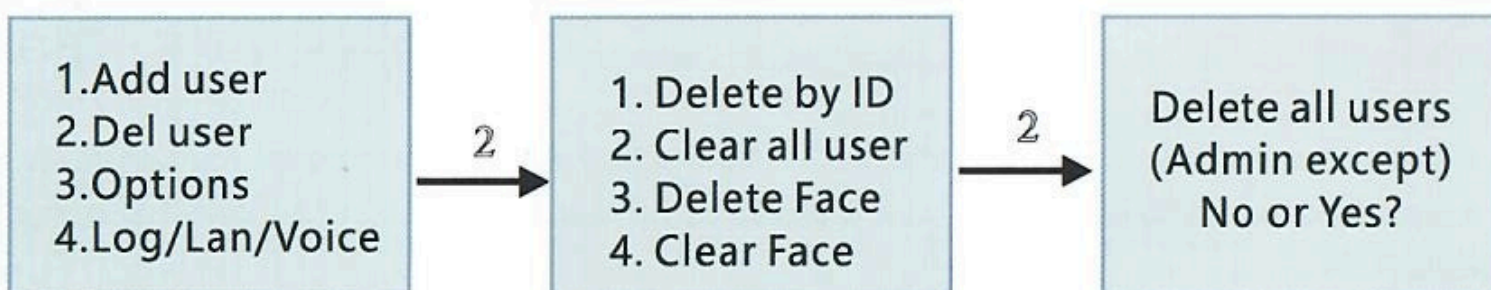 1.Add user
2.Del user
3.Options
4.Log/Lan/Voice
2
1. Delete by ID
2. Clear all user
3. Delete Face
4. Clear Face
2
Delete all users
(Admin except)
No or Yes?